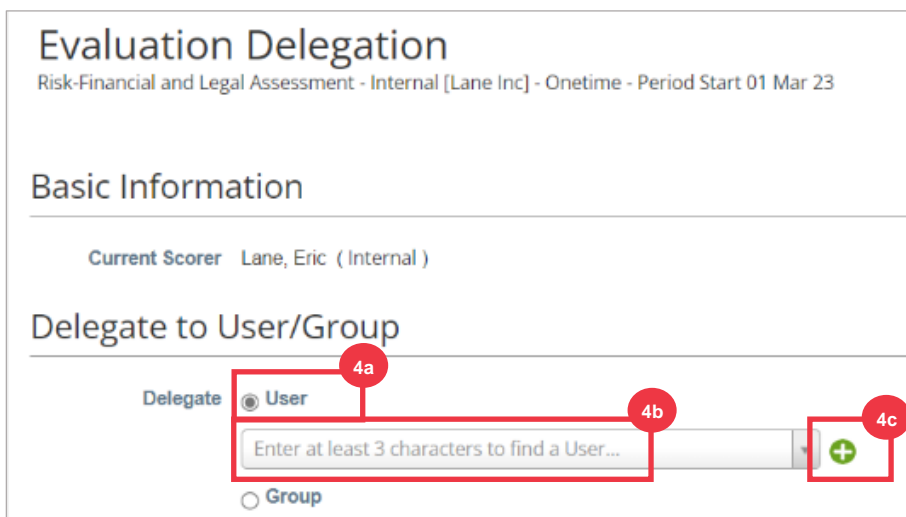 Evaluation Delegation
Risk-Financial and Legal Assessment - Internal [Lane Inc] - Onetime - Period Start 01 Mar 23
Basic Information
Current Scorer Lane, Eric ( Internal )
Delegate to User/Group
4a
Delegate User
4b
4c
Enter at least 3 characters to find a User...
Group